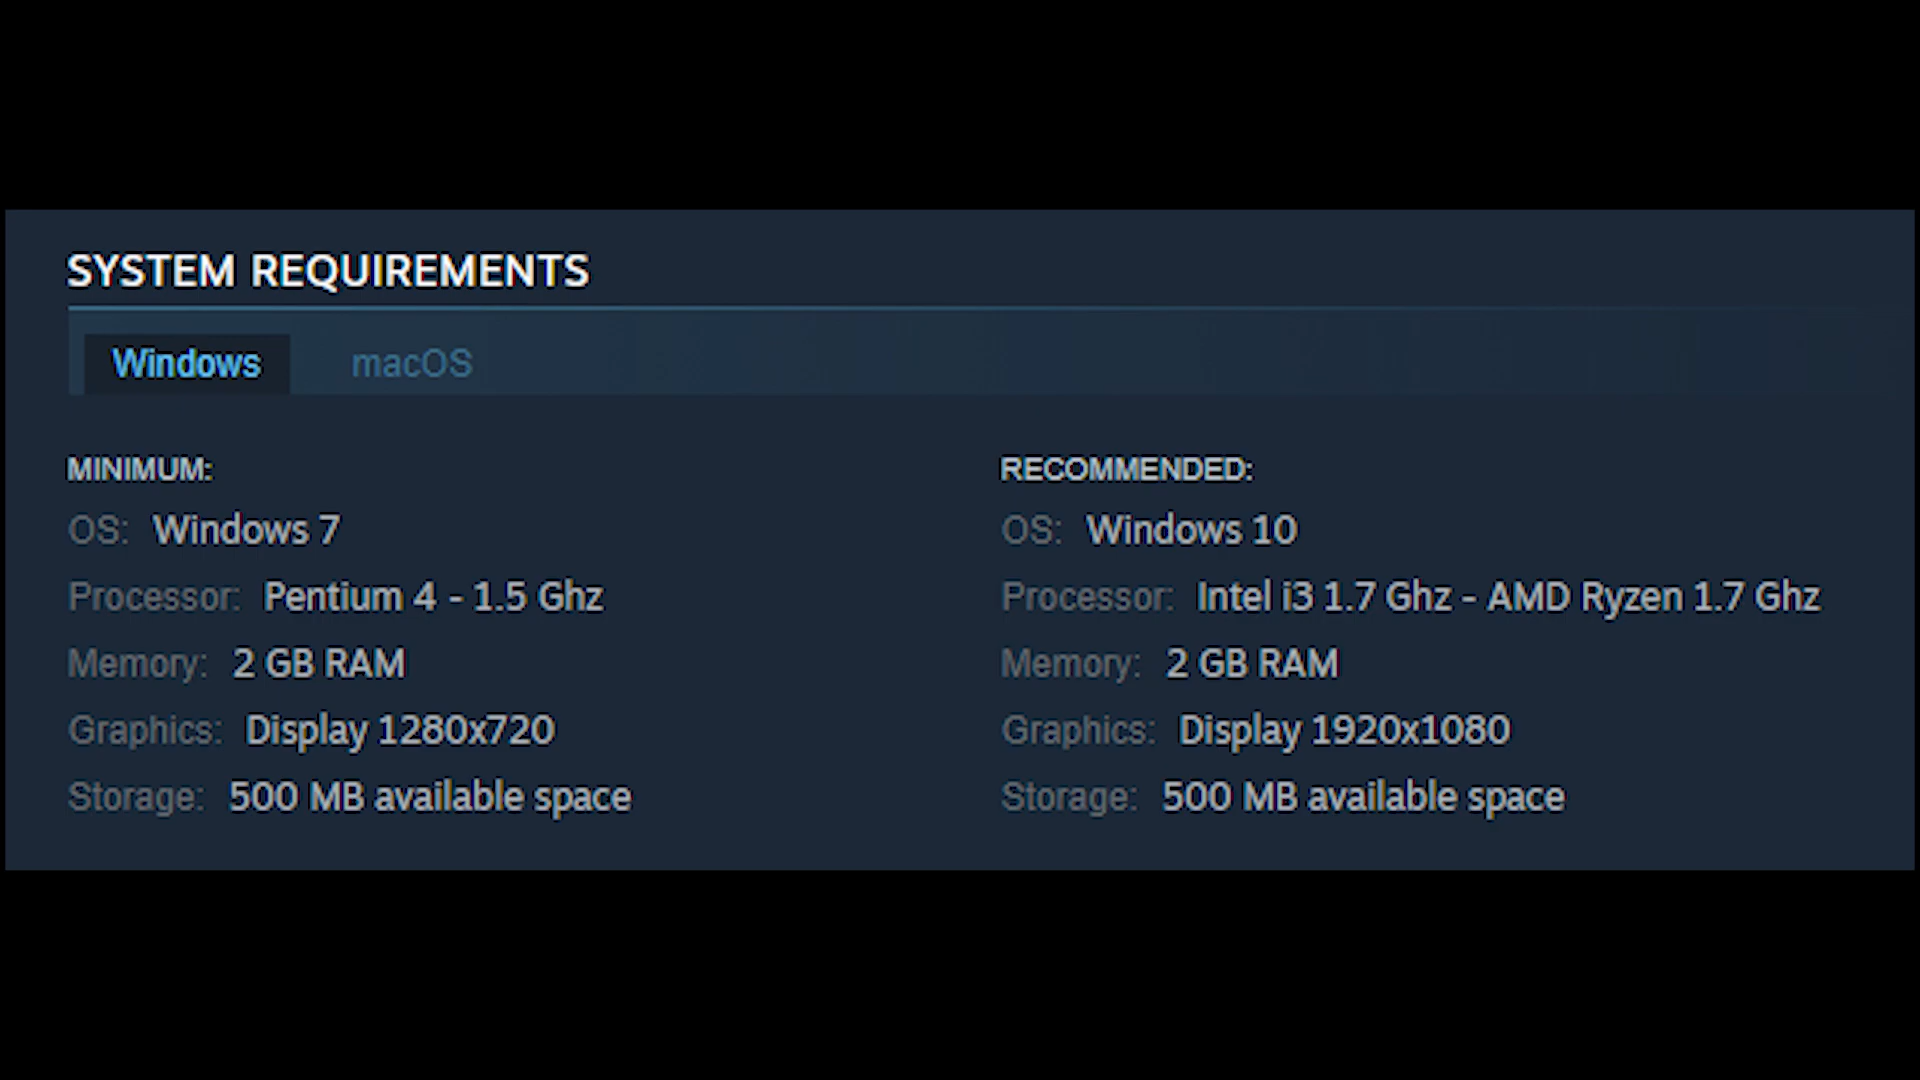 SYSTEM REQUIREMENTS
Windows macOS
MINIMUM:
OS: Windows 7
Processor: Pentium 4 - 1.5 Ghz
Memory: 2 GB RAM
Graphics: Display 1280x720
Storage: 500 MB available space
RECOMMENDED:
OS: Windows 10
Processor: Intel i3 1.7 Ghz - AMD Ryzen 1.7 Ghz
Memory: 2 GB RAM
Graphics: Display 1920x1080
Storage: 500 MB available space